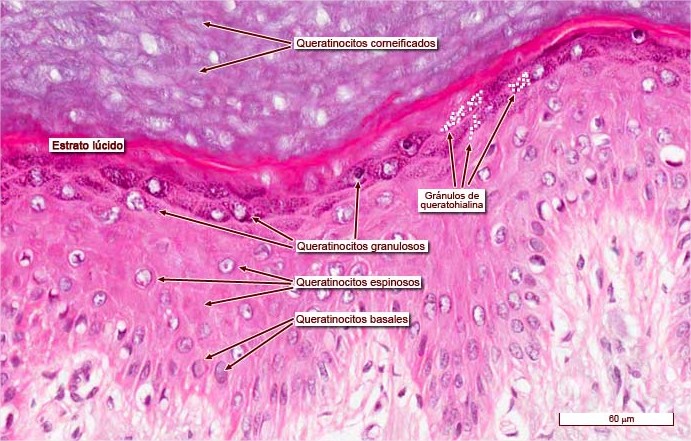 Queratinocitos corneificados
Estrato lúcido
Gránulos de
queratohialina
Queratinocitos granulosos
Queratinocitos espinosos
Queratinocitos basales
60 µm